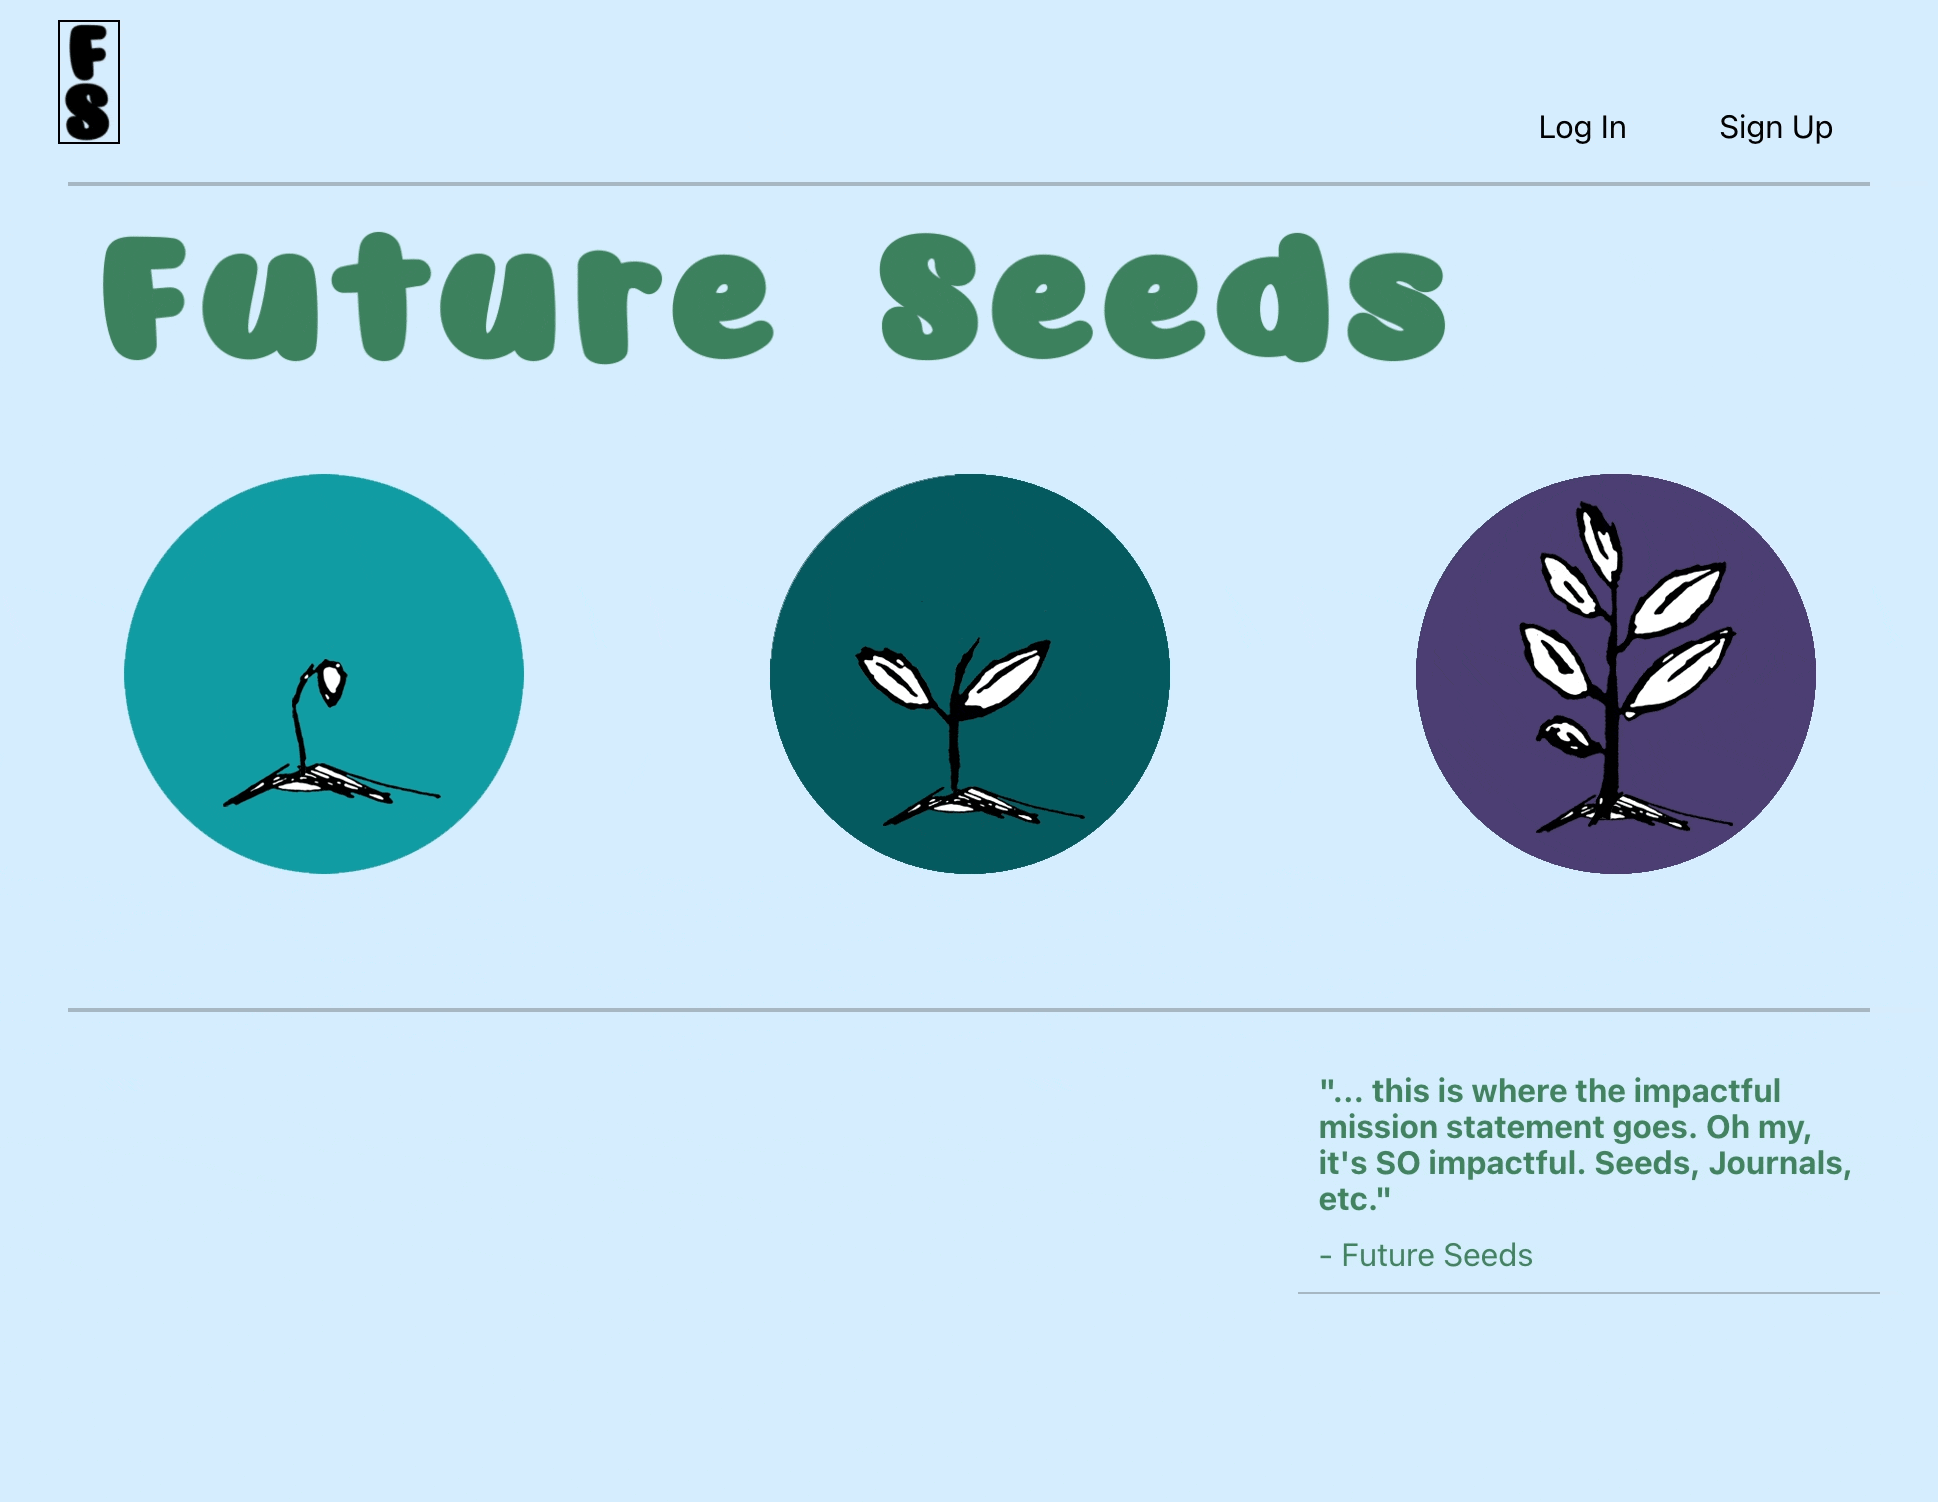 F
S
Log In Sign Up
Future Seeds
"... this is where the impactful
mission statement goes. Oh my,
it's SO impactful. Seeds, Journals,
etc."
- Future Seeds